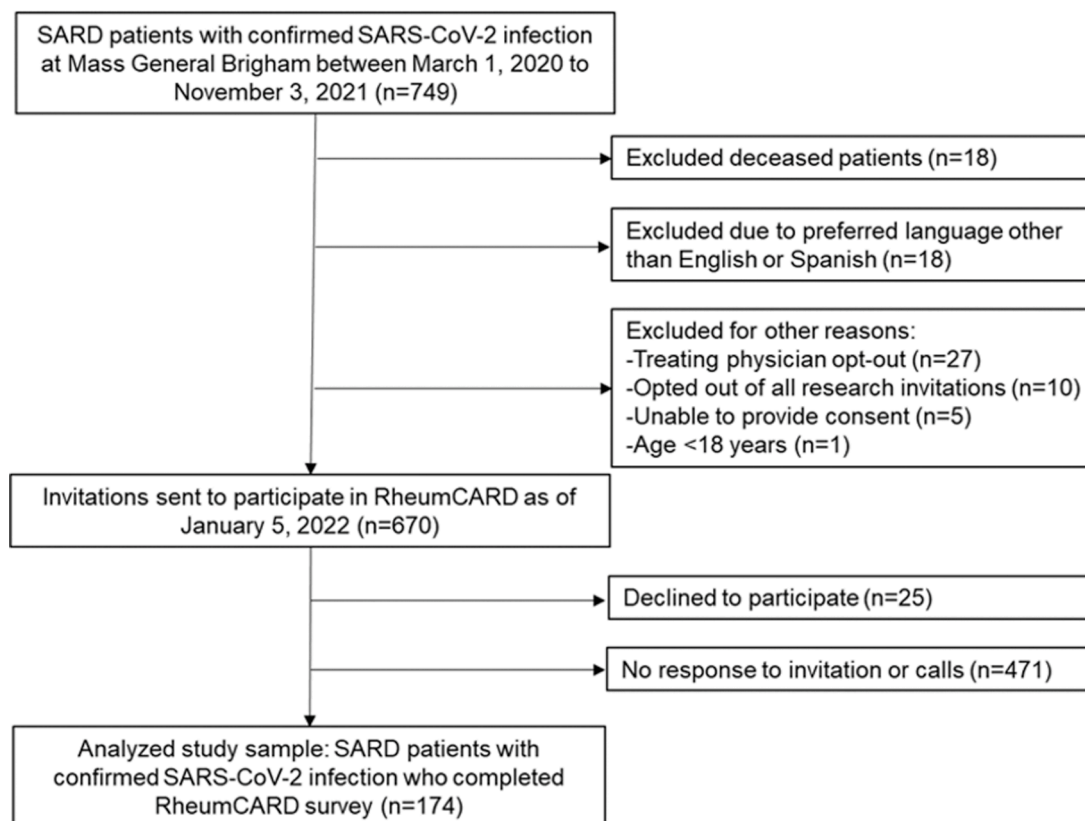 SARD patients with confirmed SARS-CoV-2 infection
at Mass General Brigham between March 1, 2020 to
November 3, 2021 (n=749)
Excluded deceased patients (n=18)
Excluded due to preferred language other
than English or Spanish (n=18)
Excluded for other reasons:
-Treating physician opt-out (n=27)
-Opted out of all research invitations (n=10)
-Unable to provide consent (n=5)
-Age <18 years (n=1)
Invitations sent to participate in RheumCARD as of
January 5, 2022 (n=670)
Declined to participate (n=25)
No response to invitation or calls (n=471)
Analyzed study sample: SARD patients with
confirmed SARS-CoV-2 infection who completed
RheumCARD survey (n=174)